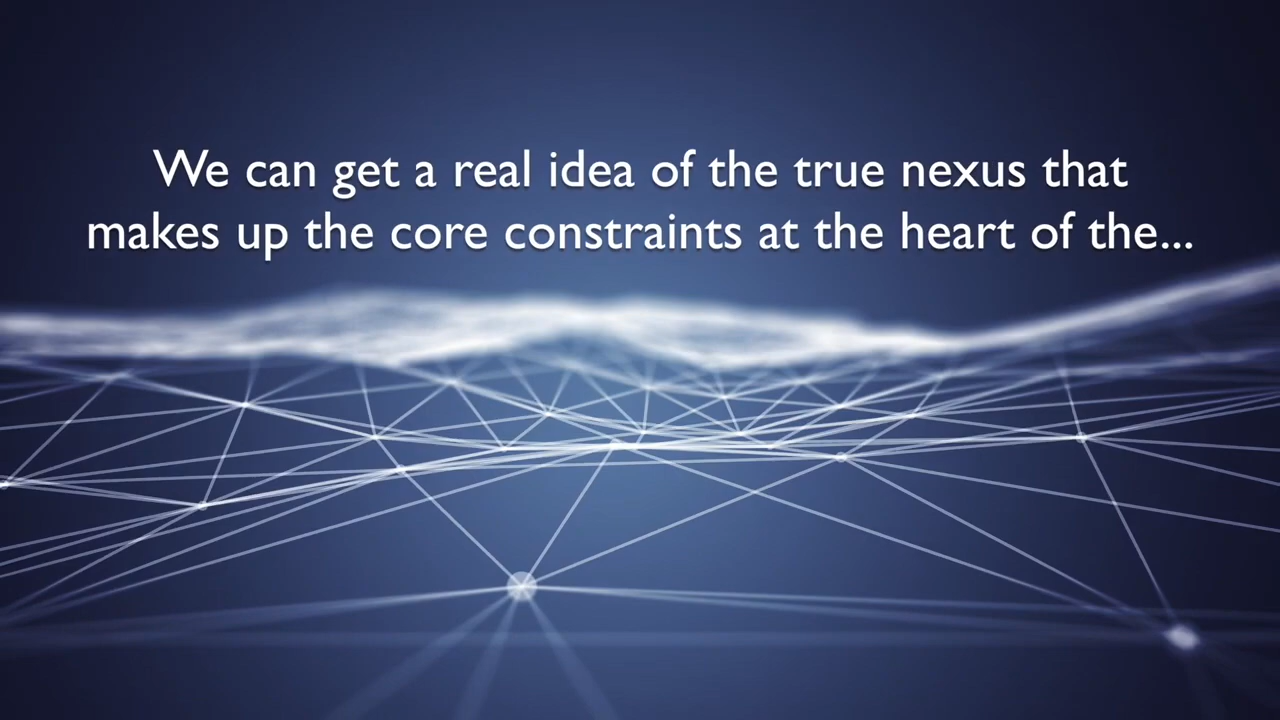 We can get a real idea of the true nexus that
makes up the core constraints at the heart of the...